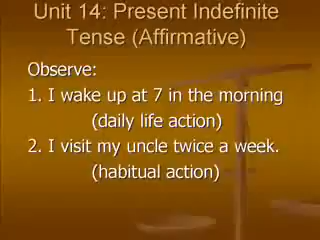 Unit 14: Present Indefinite
Tense (Affirmative)
Observe:
1. I wake up at 7 in the morning
(daily life action)
2. I visit my uncle twice a week.
(habitual action)